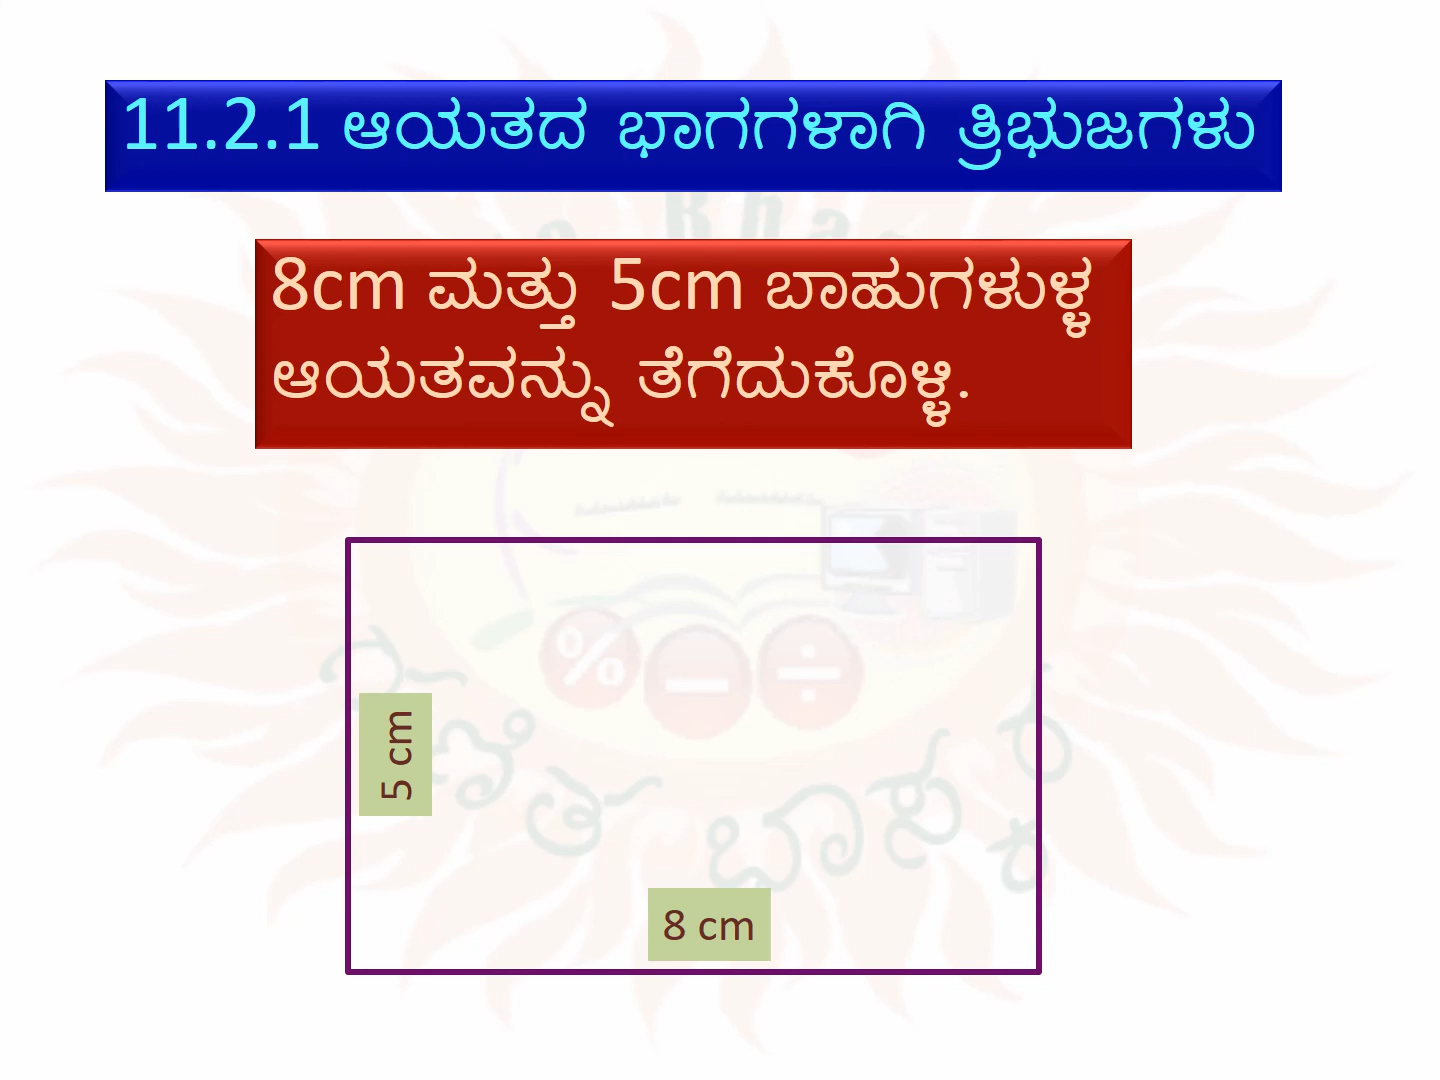 11.2.1 ಆಯತದ ಭಾಗಗಳಾಗಿ ತ್ರಿಭುಜಗಳು
8cm ಮತ್ತು 5cm ಬಾಹುಗಳುಳ್ಳ
ಆಯತವನ್ನು ತೆಗೆದುಕೊಳ್ಳಿ.
5 cm
8 cm